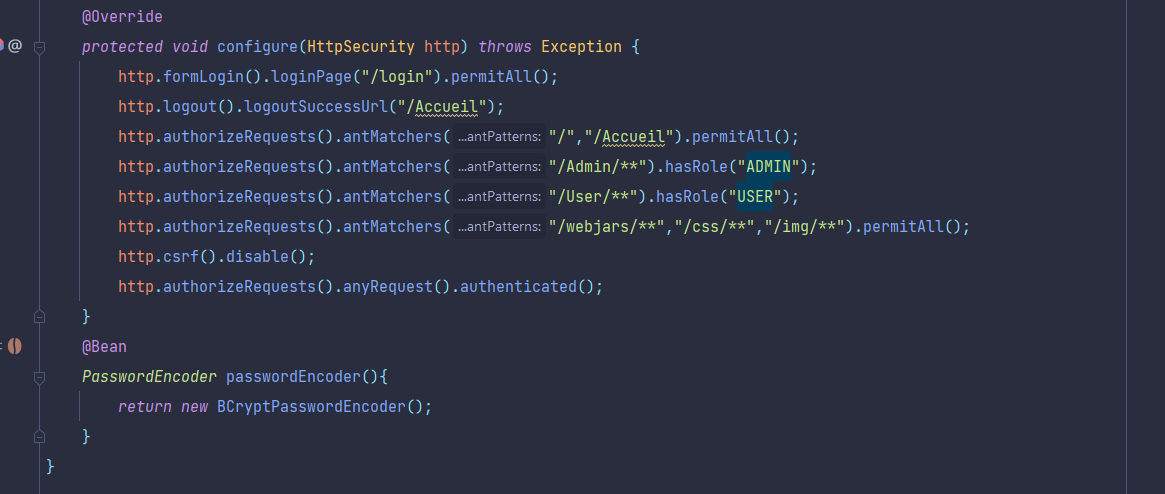 @Override
protected void configure(HttpSecurity http) throws Exception {
http.formLogin().loginPage("/login").permitAll();
http.logout().logoutSuccessUrl("/Accueil");
http.authorizeRequests().antMatchers( ...antPatterns: "/","/Accueil").permitAll();
http.authorizeRequests().antMatchers( ...antPatterns: "/Admin/**").hasRole("ADMIN");
http.authorizeRequests().antMatchers( ...antPatterns: "/User/**").hasRole("USER");
http.authorizeRequests().antMatchers( ...antPatterns: "/webjars/**","/css/**","/img/**").permitAll();
http.csrf().disable();
http.authorizeRequests().anyRequest().authenticated();
}
@Bean
PasswordEncoder passwordEncoder(){
return new BCryptPasswordEncoder();
}
}